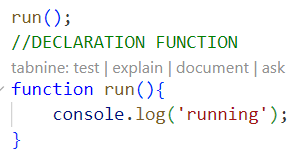 run();
//DECLARATION FUNCTION
tabnine: test | explain | document | ask
function run(){
    console.log('running');
}